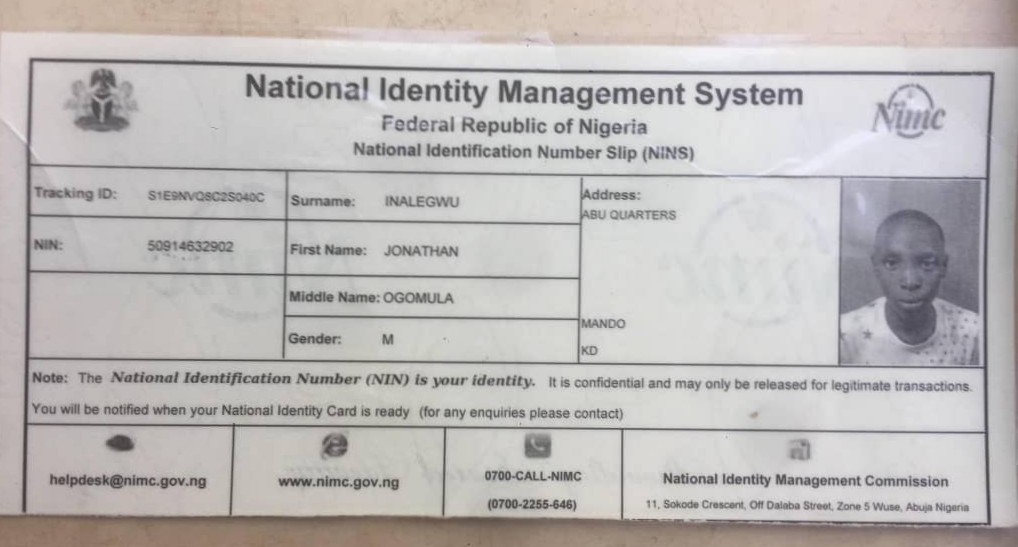 National Identity Management System
Federal Republic of Nigeria
National Identification Number Slip (NINS)
Nimc
Tracking ID:
Surname: INALEGWU
Address:
ABU QUARTERS
NIN: 50914632902
First Name: JONATHAN
Middle Name: OGOMULA
Gender: M
MANDO
KD
Note: The National Identification Number (NIN) is your identity. It is confidential and may only be released for legitimate transactions.
You will be notified when your National Identity Card is ready (for any enquiries please contact)
helpdesk@nimc.gov.ng
www.nimc.gov.ng
0700-CALL-NIMC
(0700-2255-646)
National Identity Management Commission
11, Sokode Crescent, Off Dalaba Street, Zone 5 Wuse, Abuja Nigeria